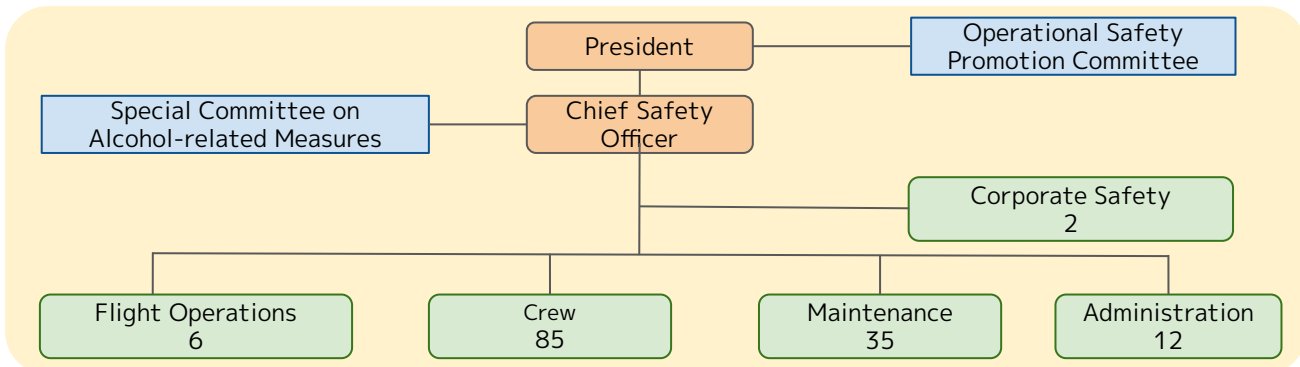 President
Operational Safety
Promotion Committee
Special Committee on
Alcohol-related Measures
Chief Safety
Officer
Corporate Safety
2
Flight Operations
6
Crew
85
Maintenance
35
Administration
12